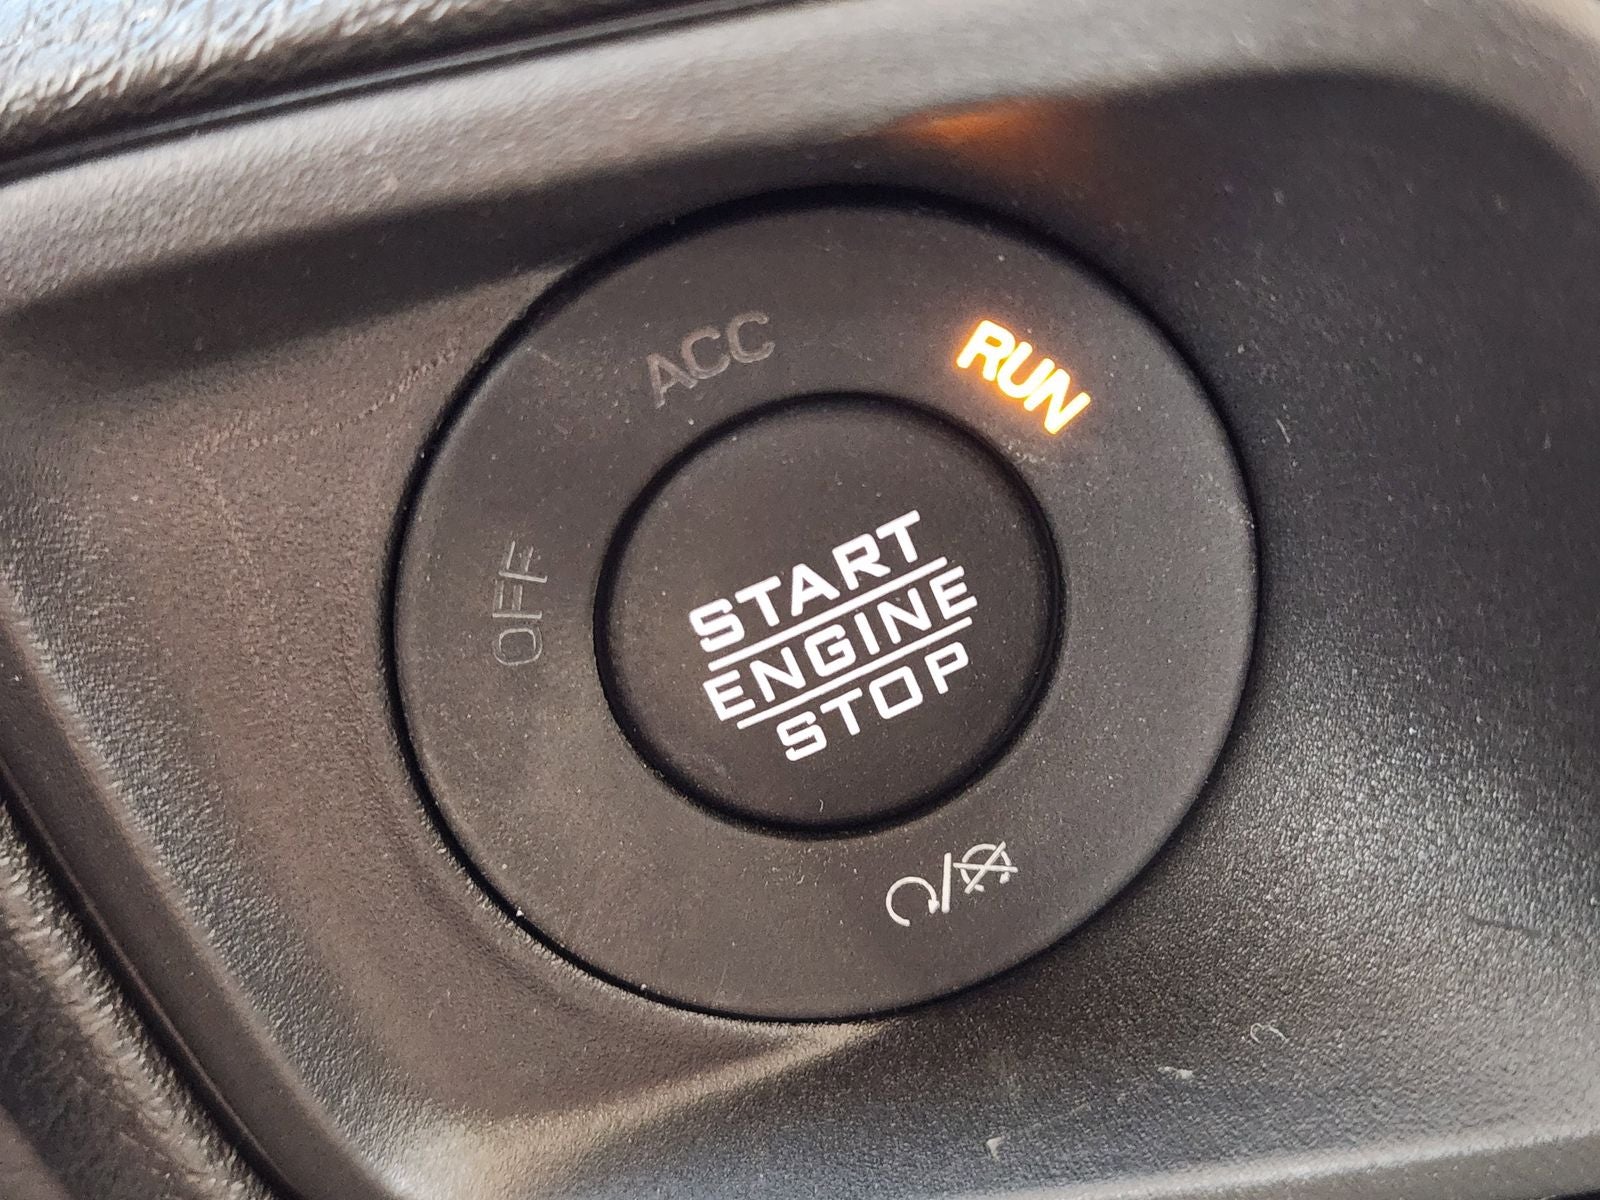 ACC
RUN
OFF
START
ENGINE
STOP